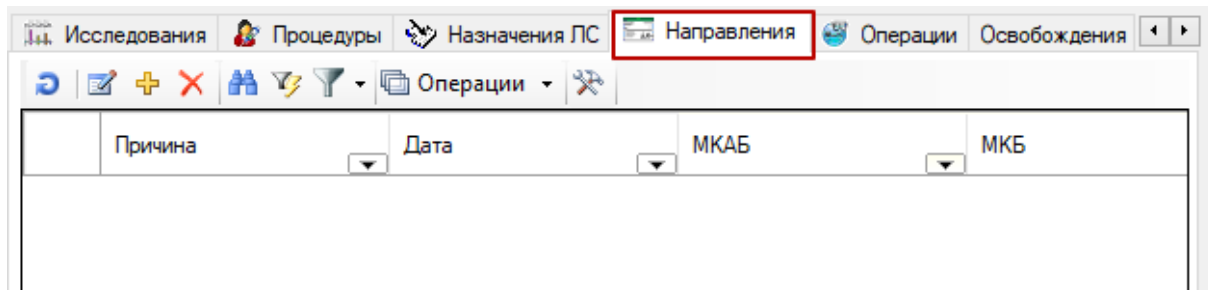 Исследования Процедуры Назначения ЛС Направления Операции Освобождения
Операции
Причина Дата МКАБ МКБ